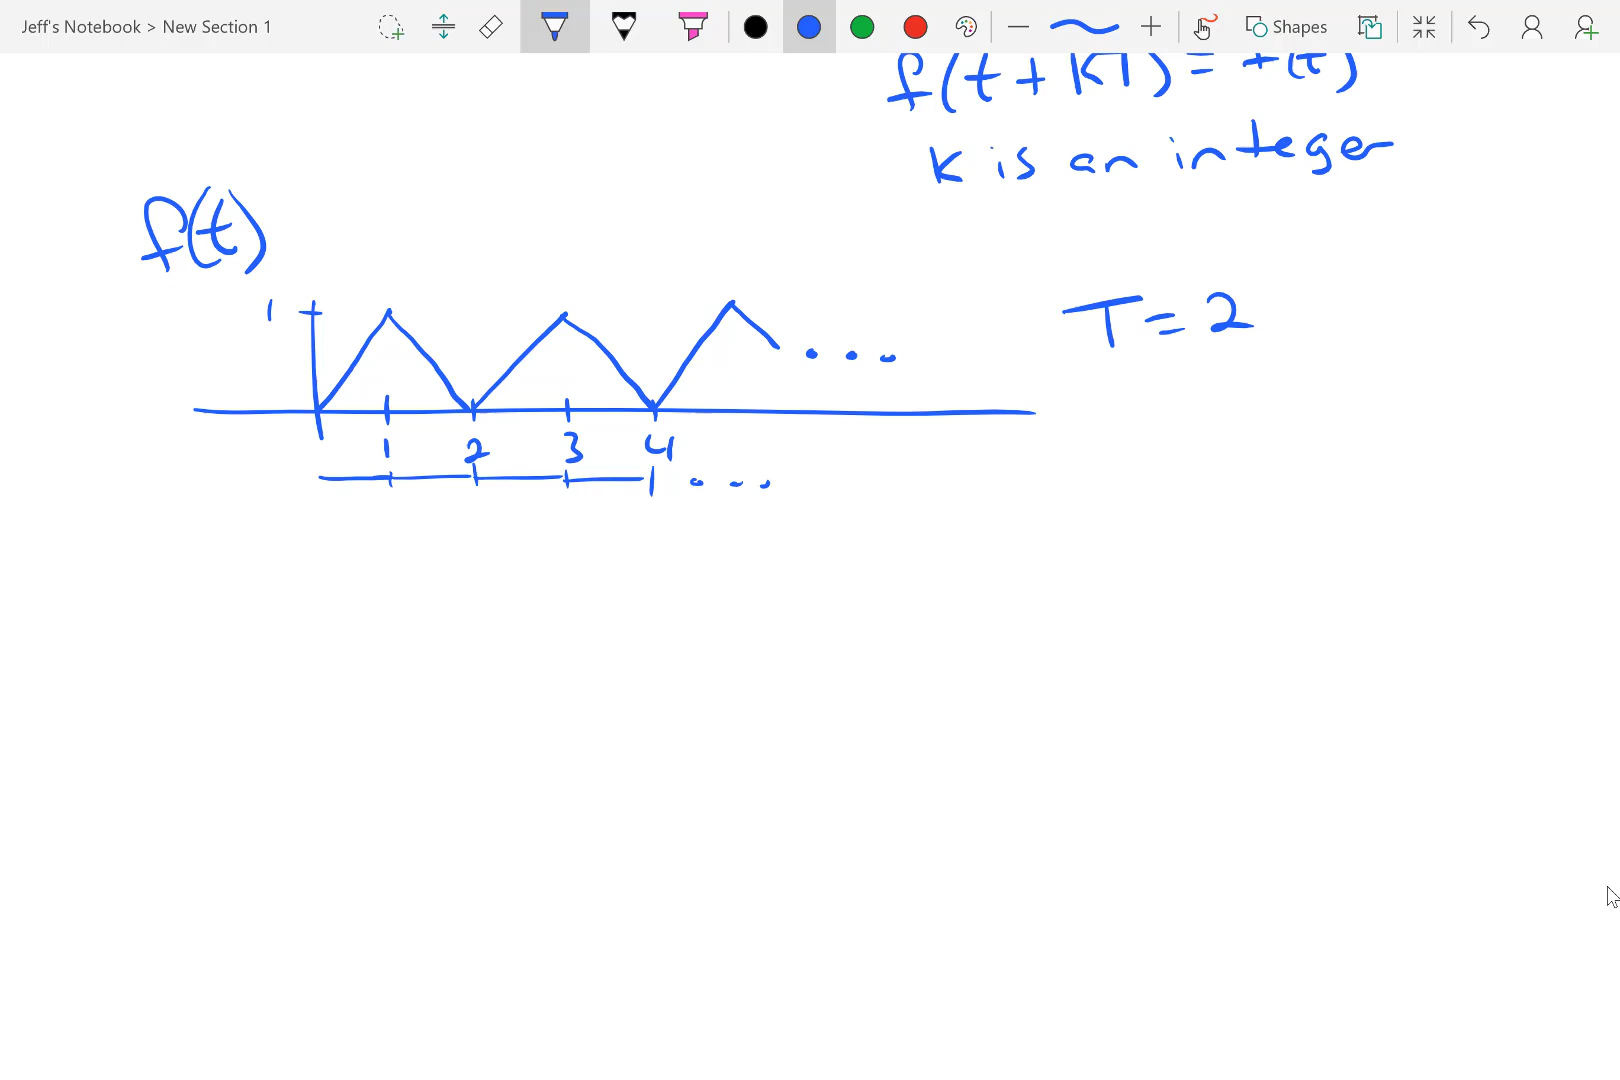 Jeff's Notebook > New Section 1
Shapes
f(t + kT) = f(t)
k is an integer
f(t)
1
T = 2
1 2 3 4